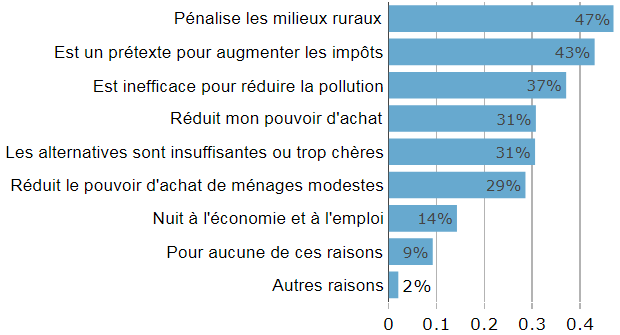 Pénalise les milieux ruraux 47%
Est un prétexte pour augmenter les impôts 43%
Est inefficace pour réduire la pollution 37%
Réduit mon pouvoir d'achat 31%
Les alternatives sont insuffisantes ou trop chères 31%
Réduit le pouvoir d'achat de ménages modestes 29%
Nuit à l'économie et à l'emploi 14%
Pour aucune de ces raisons 9%
Autres raisons 2%
0 0.1 0.2 0.3 0.4